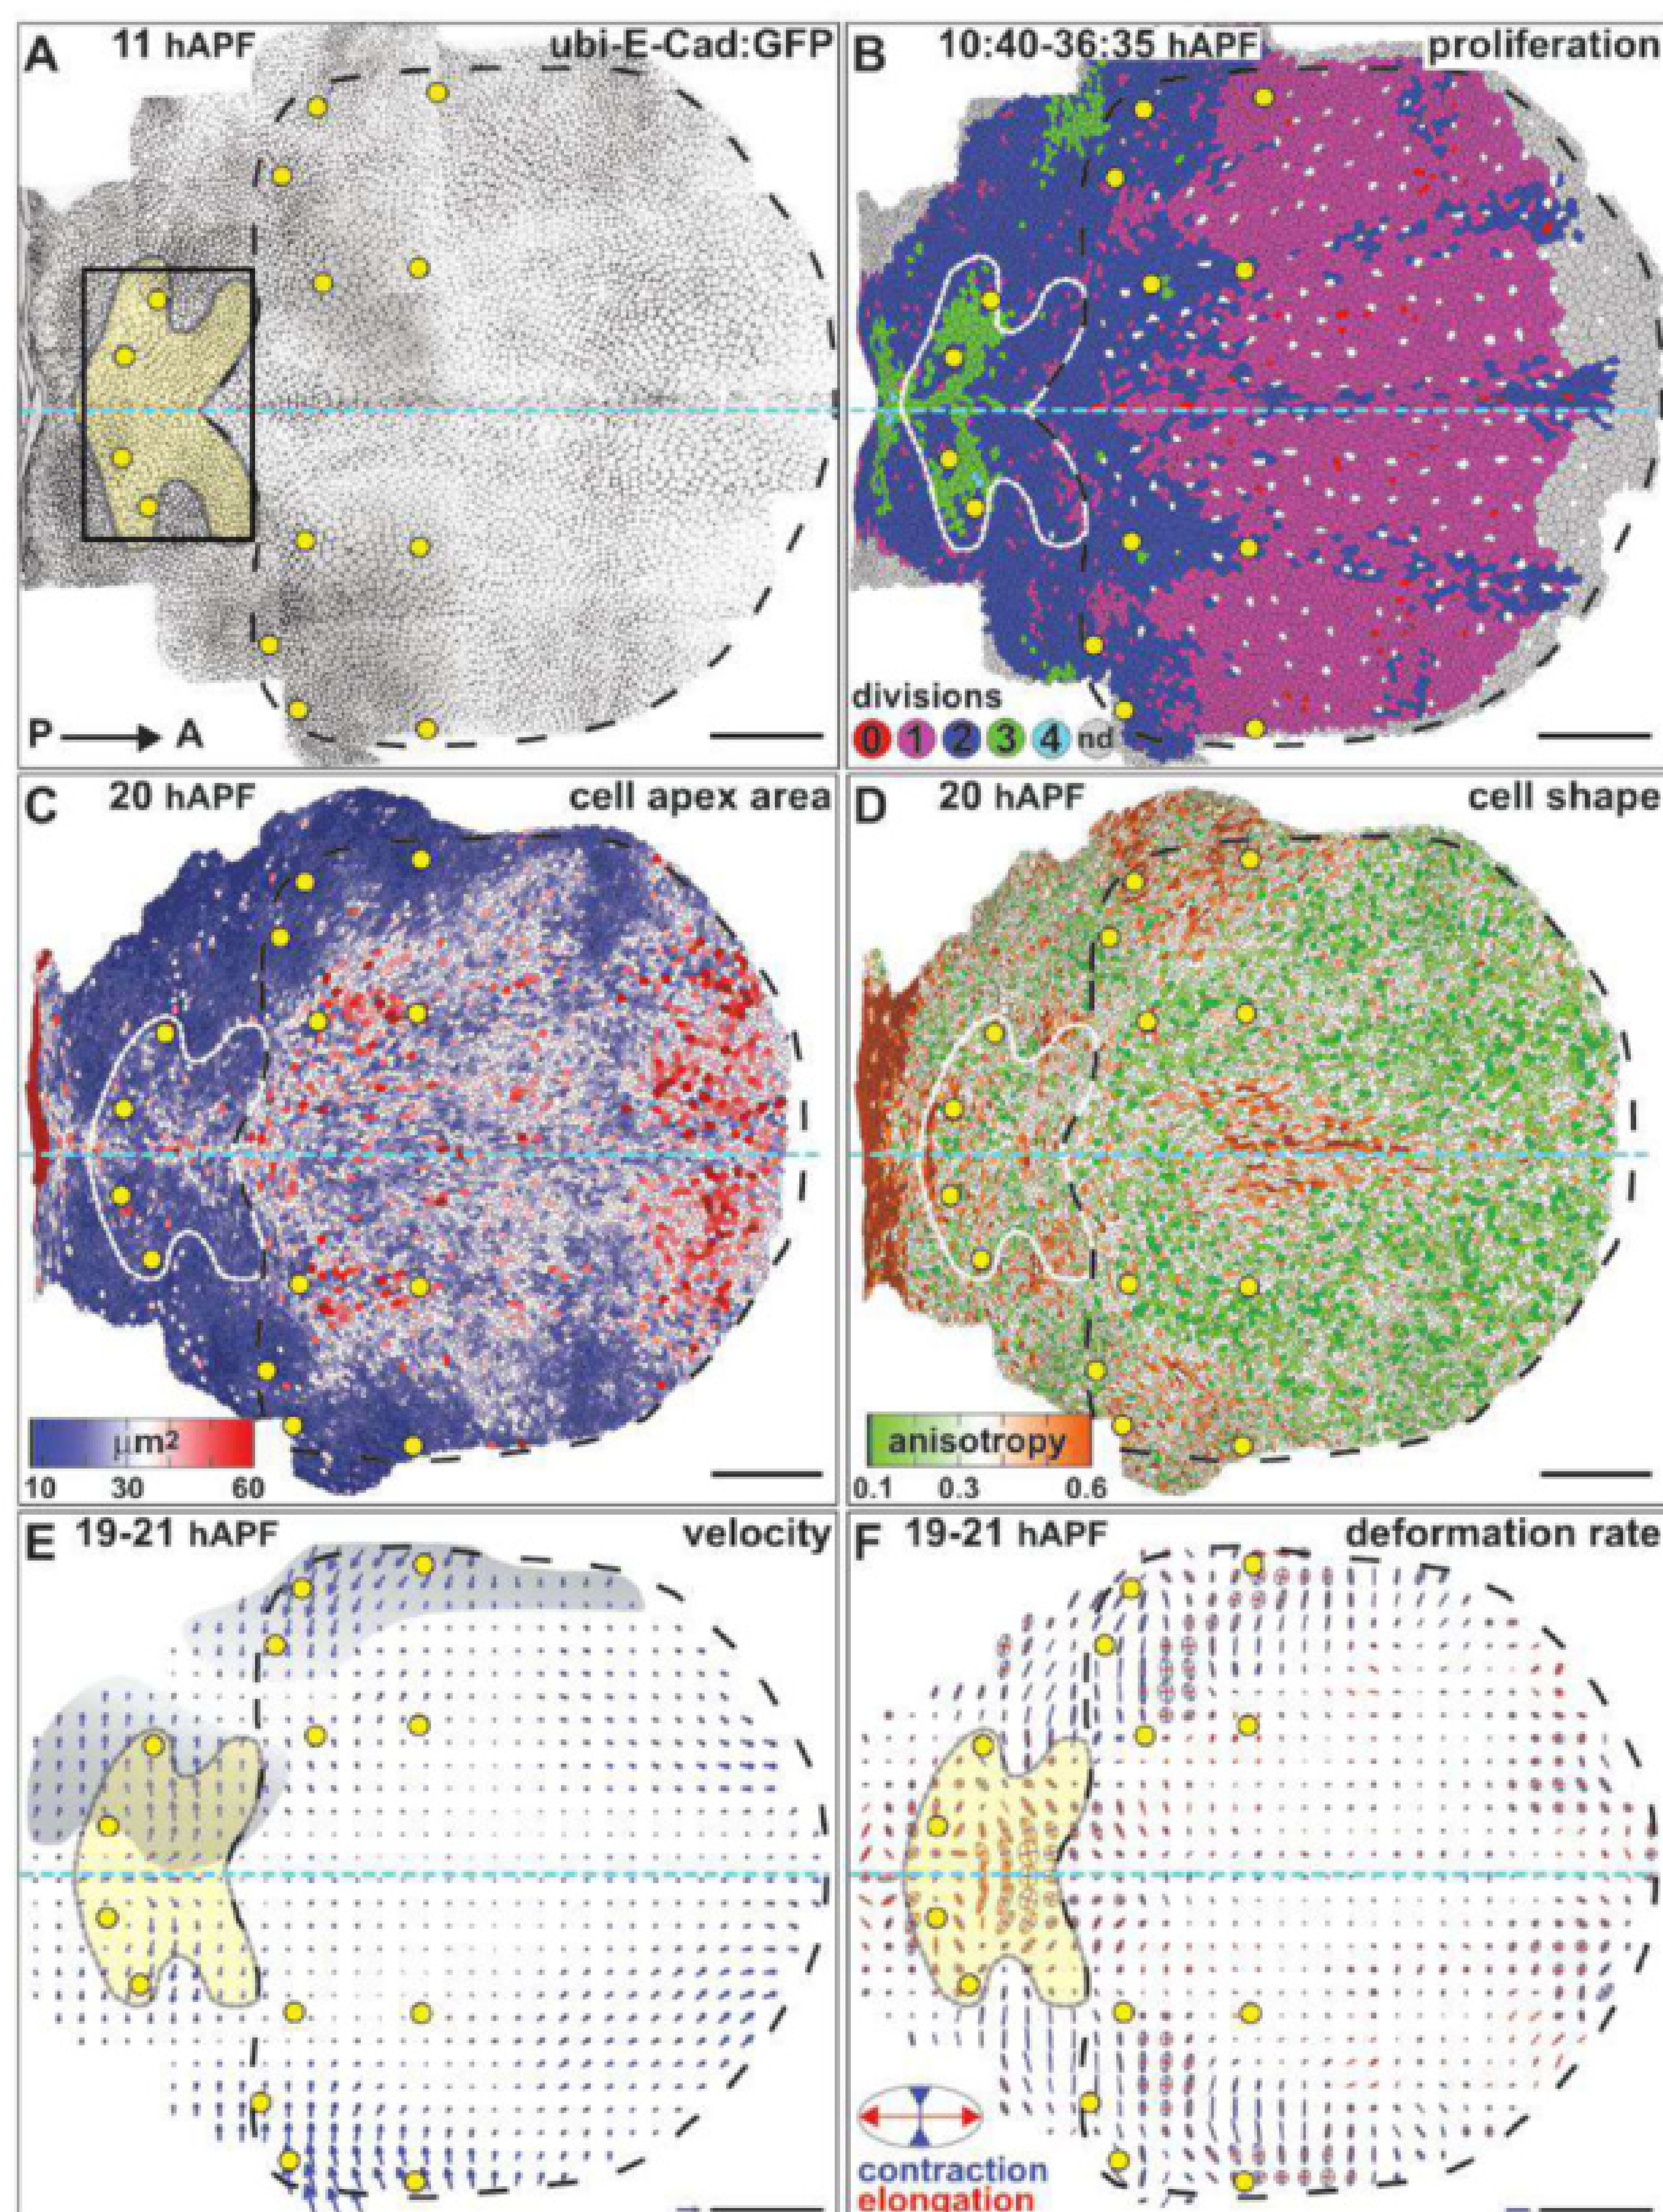 A 11 hAPF ubi-E-Cad:GFP
P A
B 10:40-36:35 hAPF proliferation
divisions
0 1 2 3 4 nd
C 20 hAPF cell apex area
μm²
10 30 60
D 20 hAPF cell shape
anisotropy
0.1 0.3 0.6
E 19-21 hAPF velocity
F 19-21 hAPF deformation rate
contraction
elongation